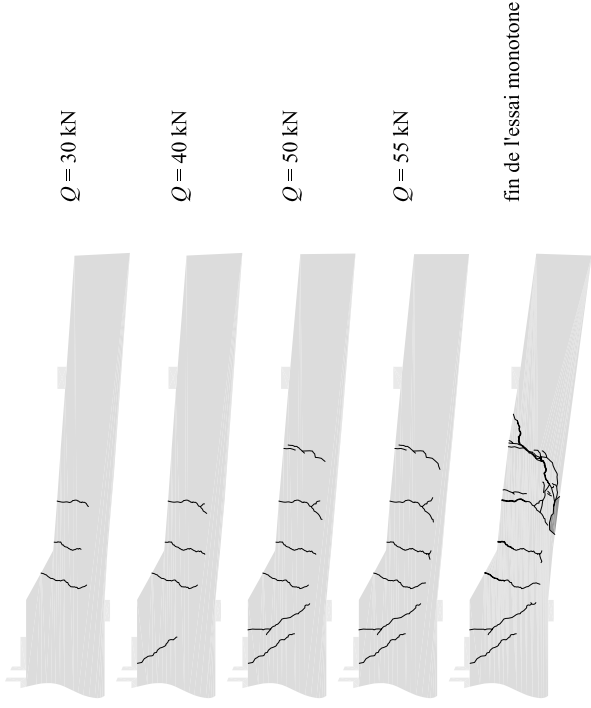 Q = 30 kN
Q = 40 kN
Q = 50 kN
Q = 55 kN
fin de l'essai monotone